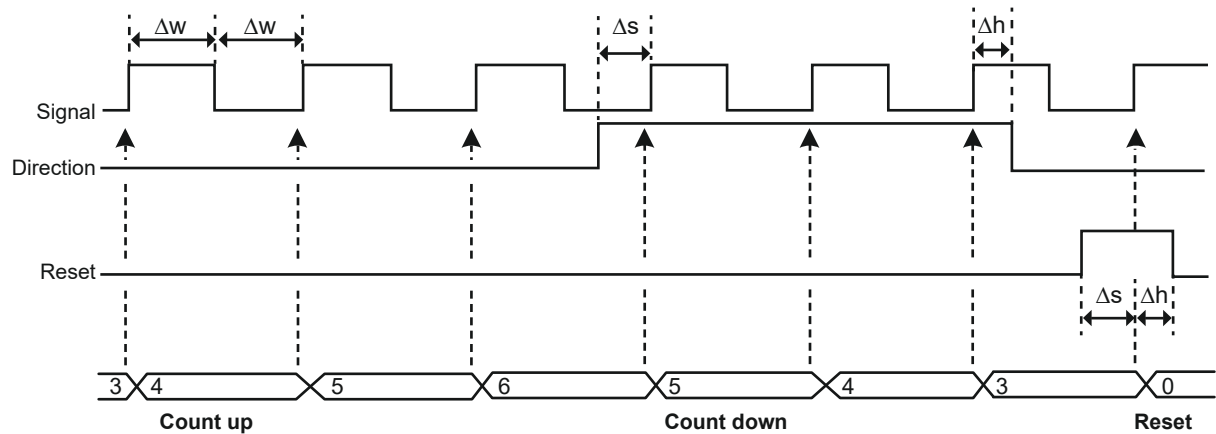 Δw Δw Δs Δh
Signal
Direction
Reset
Δs Δh
3 4 5 6 5 4 3 0
Count up Count down Reset